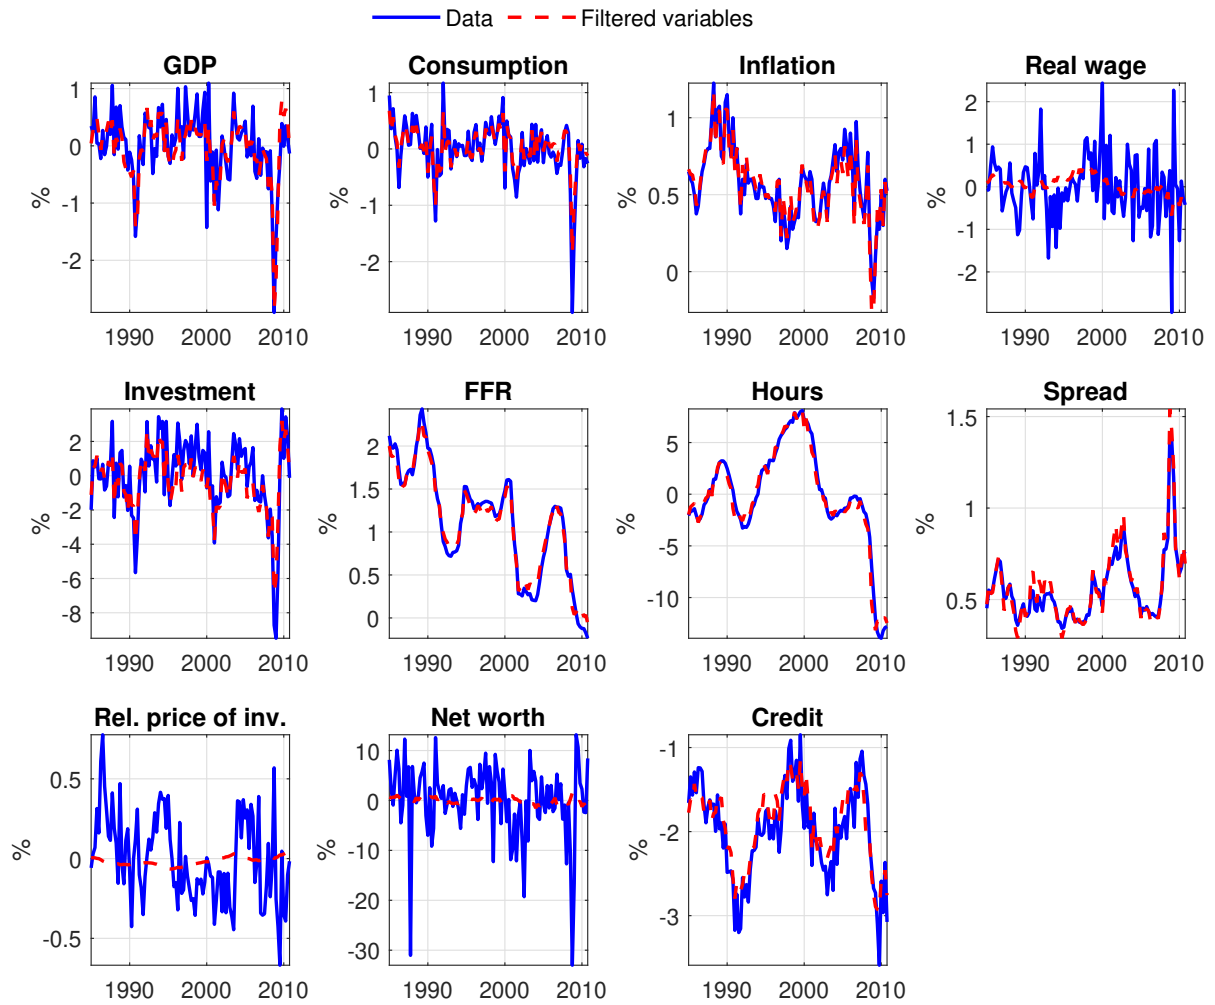 Data Filtered variables
GDP Consumption Inflation Real wage
1 0 -1 -2 %
1990 2000 2010
1 0 -2 %
1990 2000 2010
1 0.5 0 %
1990 2000 2010
2 1 0 -1 -2 %
1990 2000 2010
Investment FFR Hours Spread
2 0 -2 -4 -6 -8 %
1990 2000 2010
2 1.5 1 0.5 0 %
1990 2000 2010
5 0 -5 -10 %
1990 2000 2010
1.5 1 0.5 %
1990 2000 2010
Rel. price of inv. Net worth Credit
0.5 0 -0.5 %
1990 2000 2010
10 0 -10 -20 -30 %
1990 2000 2010
-1 -2 -3 %
1990 2000 2010